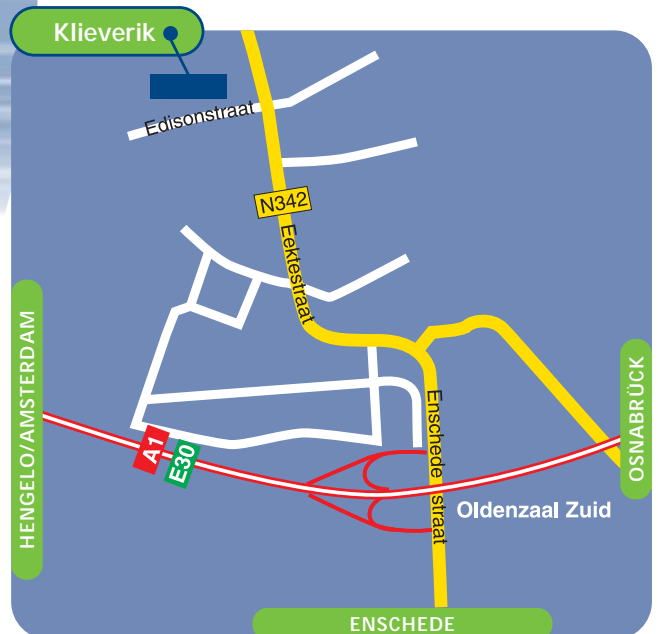 Klieverik
Edisonstraat
N342
Eektestraat
HENGELO/AMSTERDAM
OSNABRÜCK
A1
E30
Enschede straat
Oldenzaal Zuid
ENSCHEDE